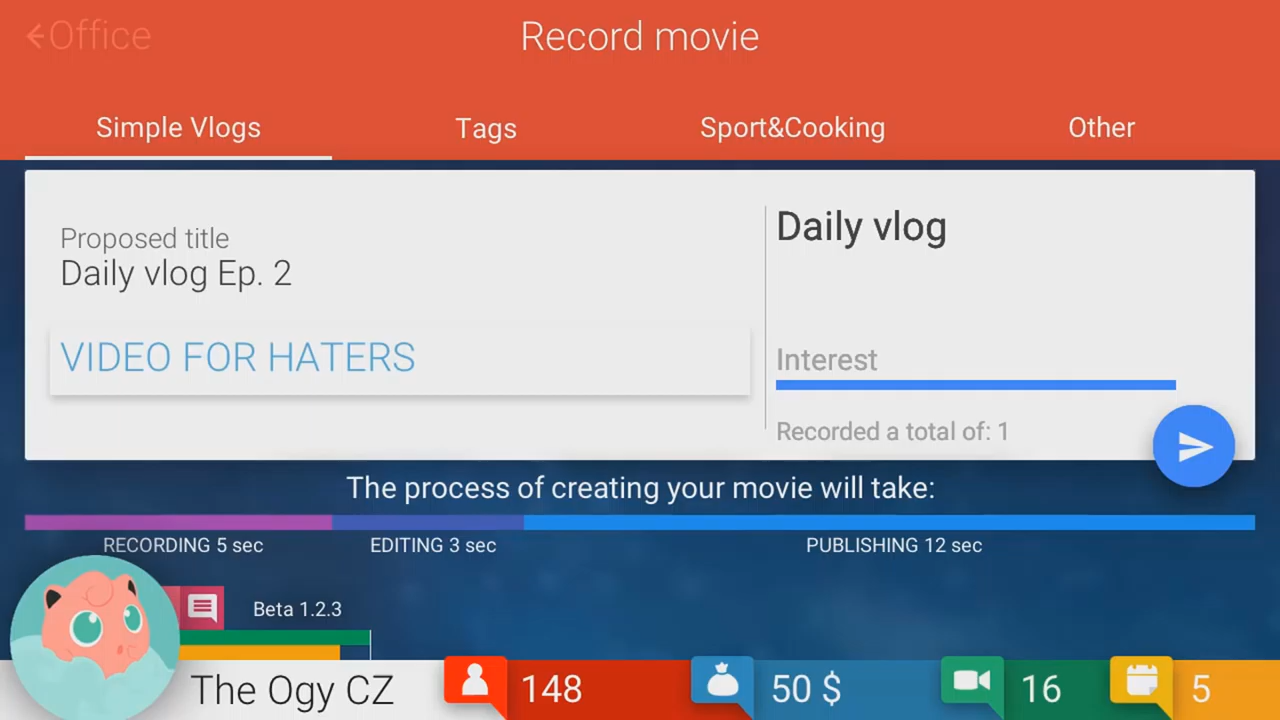 Office
Record movie
Simple Vlogs
Tags
Sport&Cooking
Other
Proposed title
Daily vlog Ep. 2
VIDEO FOR HATERS
Daily vlog
Interest
Recorded a total of: 1
The process of creating your movie will take:
RECORDING 5 sec
EDITING 3 sec
PUBLISHING 12 sec
Beta 1.2.3
The Ogy CZ
148
50 $
16
5